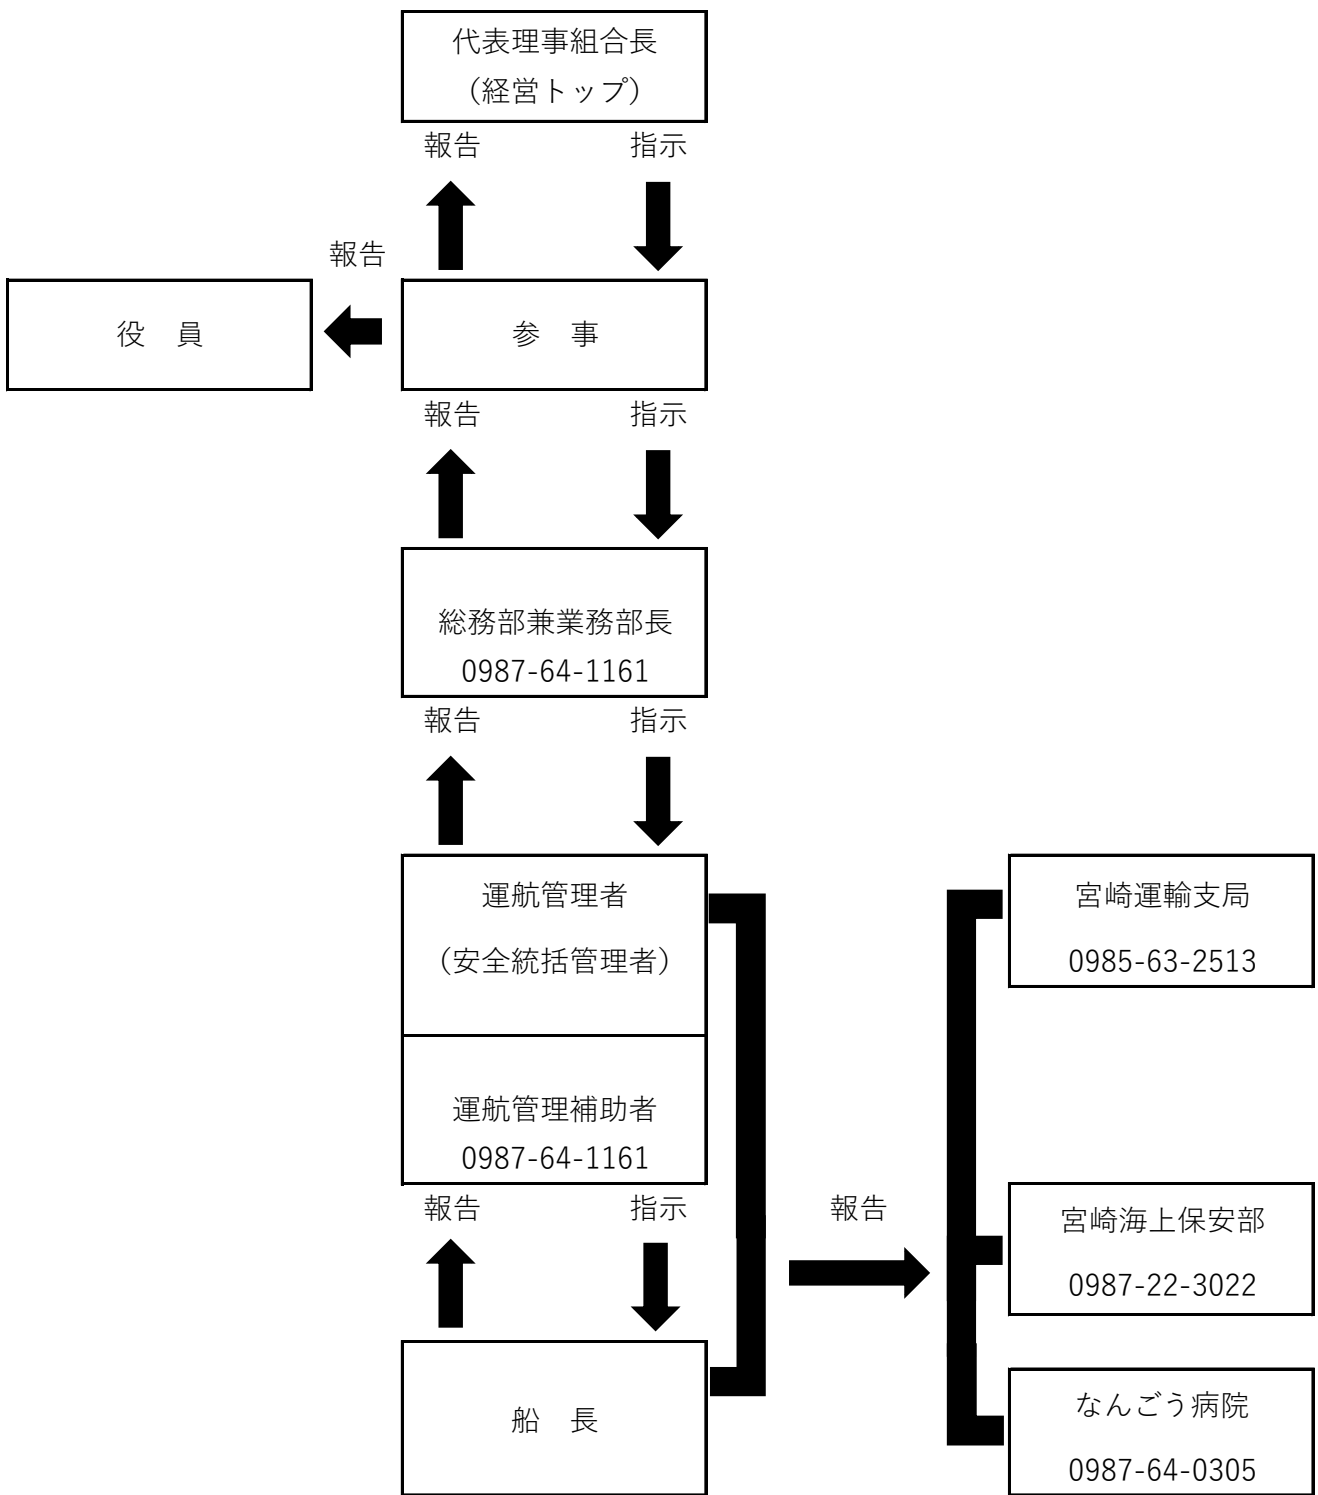 代表理事組合長
（経営トップ）
報告
指示
報告
役　員
参　事
報告
指示
総務部兼業務部長
0987-64-1161
報告
指示
運航管理者
（安全統括管理者）
運航管理補助者
0987-64-1161
報告
指示
船　長
報告
宮崎運輸支局
0985-63-2513
宮崎海上保安部
0987-22-3022
なんごう病院
0987-64-0305